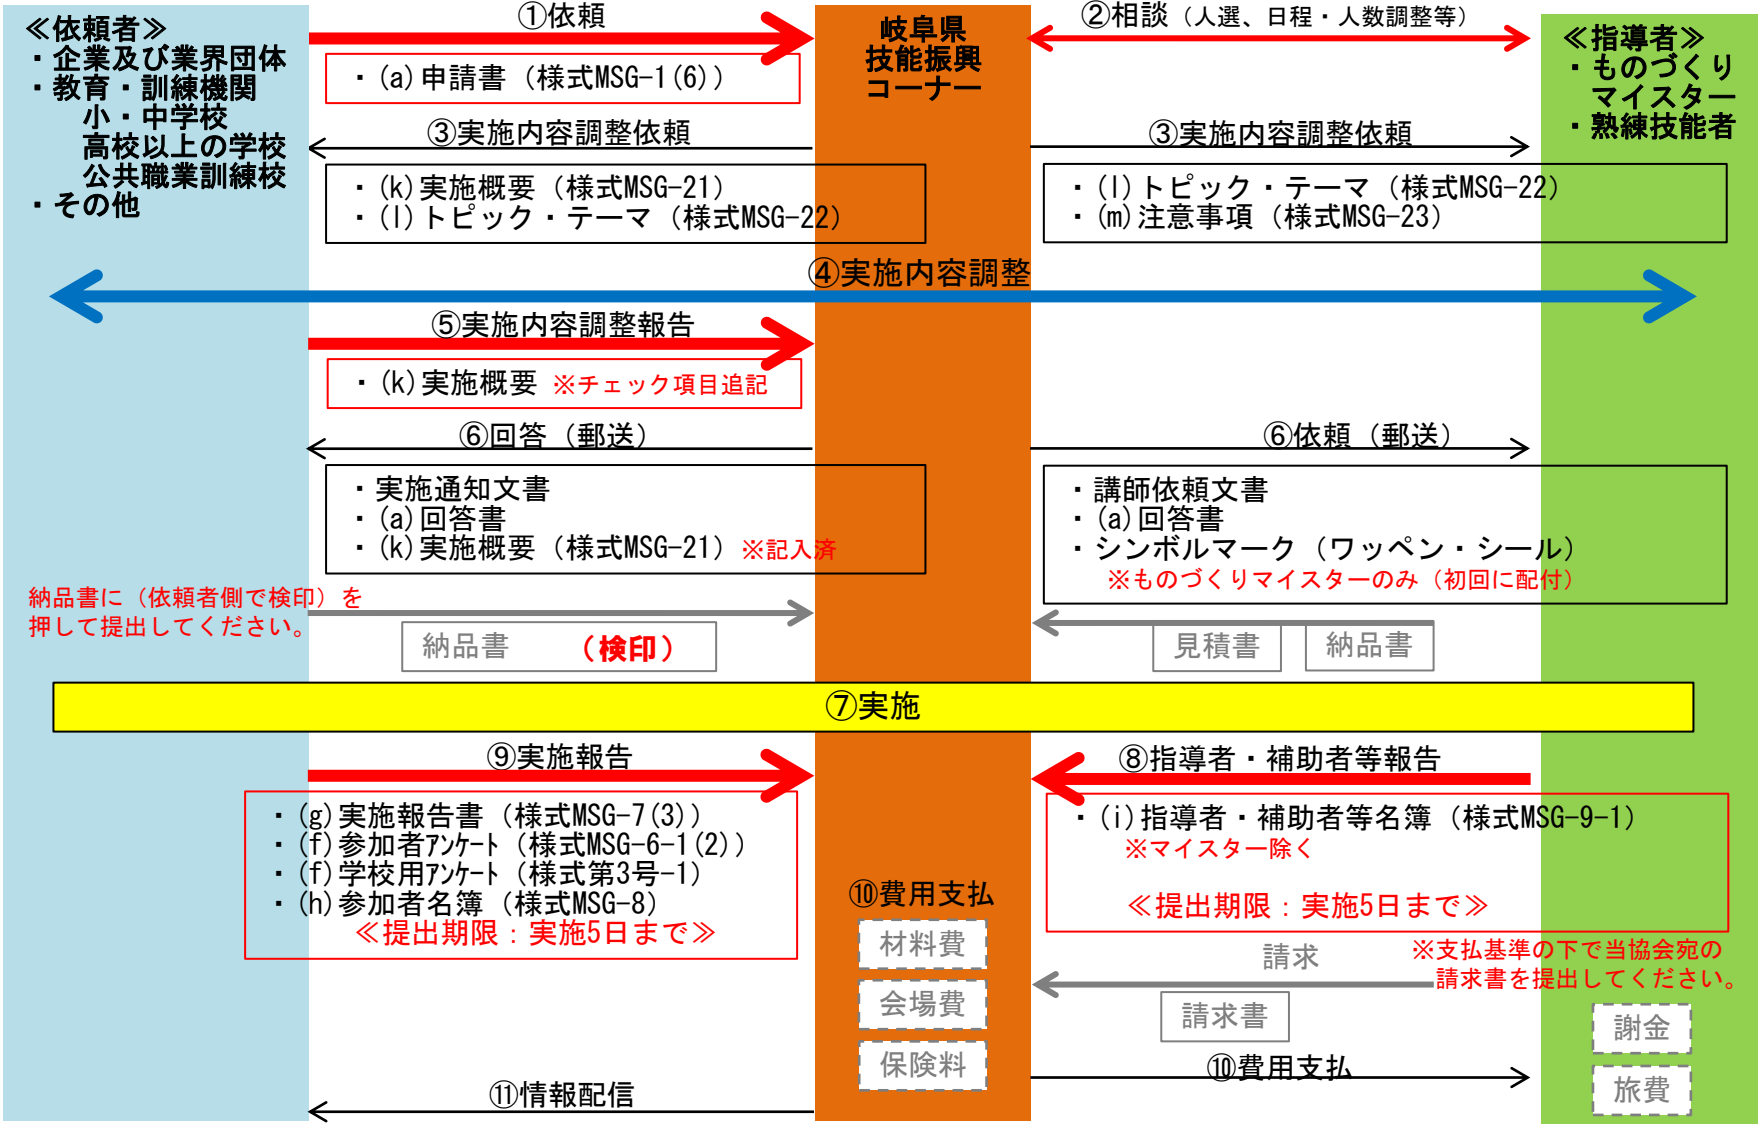 ≪依頼者≫
・企業及び業界団体
・教育・訓練機関
小・中学校
高校以上の学校
公共職業訓練校
・その他
①依頼
・(a)申請書（様式MSG-1(6)）
岐阜県
技能振興
コーナー
②相談（人選、日程・人数調整等）
≪指導者≫
・ものづくり
マイスター
・熟練技能者
③実施内容調整依頼
・(k)実施概要（様式MSG-21）
・(l)トピック・テーマ（様式MSG-22）
③実施内容調整依頼
・(l)トピック・テーマ（様式MSG-22）
・(m)注意事項（様式MSG-23）
④実施内容調整
⑤実施内容調整報告
・(k)実施概要 ※チェック項目追記
⑥回答（郵送）
・実施通知文書
・(a)回答書
・(k)実施概要（様式MSG-21）※記入済
⑥依頼（郵送）
・講師依頼文書
・(a)回答書
・シンボルマーク（ワッペン・シール）
※ものづくりマイスターのみ（初回に配付）
納品書に（依頼者側で検印）を
押して提出してください。
納品書 （検印）
見積書 納品書
⑦実施
⑨実施報告
・(g)実施報告書（様式MSG-7(3)）
・(f)参加者ｱﾝｹｰﾄ（様式MSG-6-1(2)）
・(f)学校用ｱﾝｹｰﾄ（様式第3号-1）
・(h)参加者名簿（様式MSG-8）
≪提出期限：実施5日まで≫
⑧指導者・補助者等報告
・(i)指導者・補助者等名簿（様式MSG-9-1）
※マイスター除く
≪提出期限：実施5日まで≫
⑩費用支払
材料費
会場費
保険料
請求
※支払基準の下で当協会宛の
請求書を提出してください。
請求書
謝金
旅費
⑩費用支払
⑪情報配信